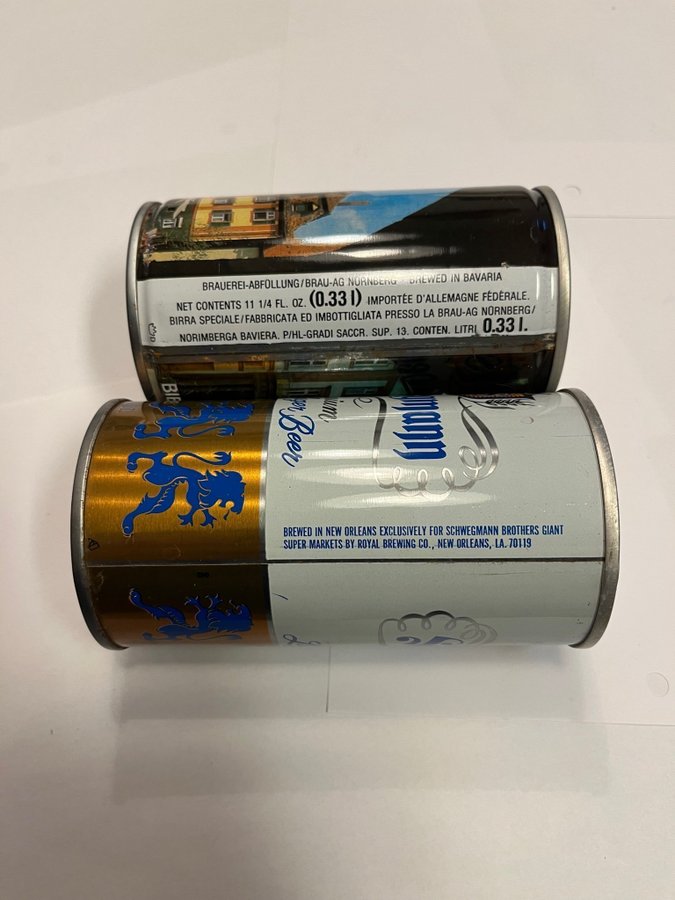 BRAUEREI-ABFÜLLUNG/BRAU-AG NÜRNBERG · BREWED IN BAVARIA
NET CONTENTS 11 1/4 FL. OZ. (0.33 l) IMPORTÉE D'ALLEMAGNE FÉDÉRALE.
BIRRA SPECIALE/FABBRICATA ED IMBOTTIGLIATA PRESSO LA BRAU-AG NÜRNBERG/
NORIMBERGA BAVIERA. P/HL-GRADI SACCR. SUP. 13. CONTEN. LITRI 0.33 l.
mann
Beer
BREWED IN NEW ORLEANS EXCLUSIVELY FOR SCHWEGMANN BROTHERS GIANT
SUPER MARKETS BY ROYAL BREWING CO., NEW ORLEANS, LA. 70119